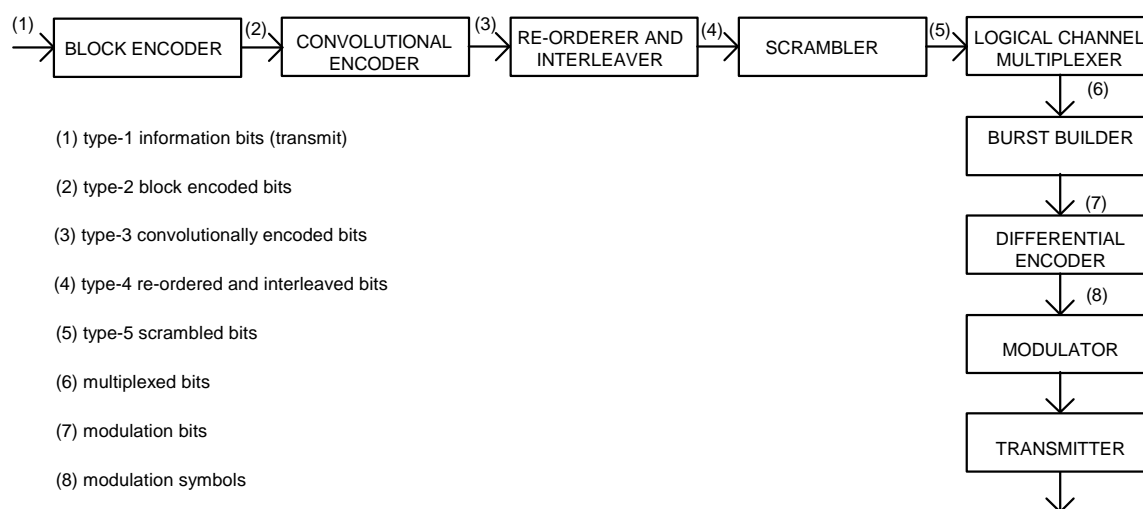 (1)
BLOCK ENCODER
(2)
CONVOLUTIONAL
ENCODER
(3)
RE-ORDERER AND
INTERLEAVER
(4)
SCRAMBLER
(5)
LOGICAL CHANNEL
MULTIPLEXER
(6)
BURST BUILDER
(7)
DIFFERENTIAL
ENCODER
(8)
MODULATOR
TRANSMITTER
(1) type-1 information bits (transmit)
(2) type-2 block encoded bits
(3) type-3 convolutionally encoded bits
(4) type-4 re-ordered and interleaved bits
(5) type-5 scrambled bits
(6) multiplexed bits
(7) modulation bits
(8) modulation symbols